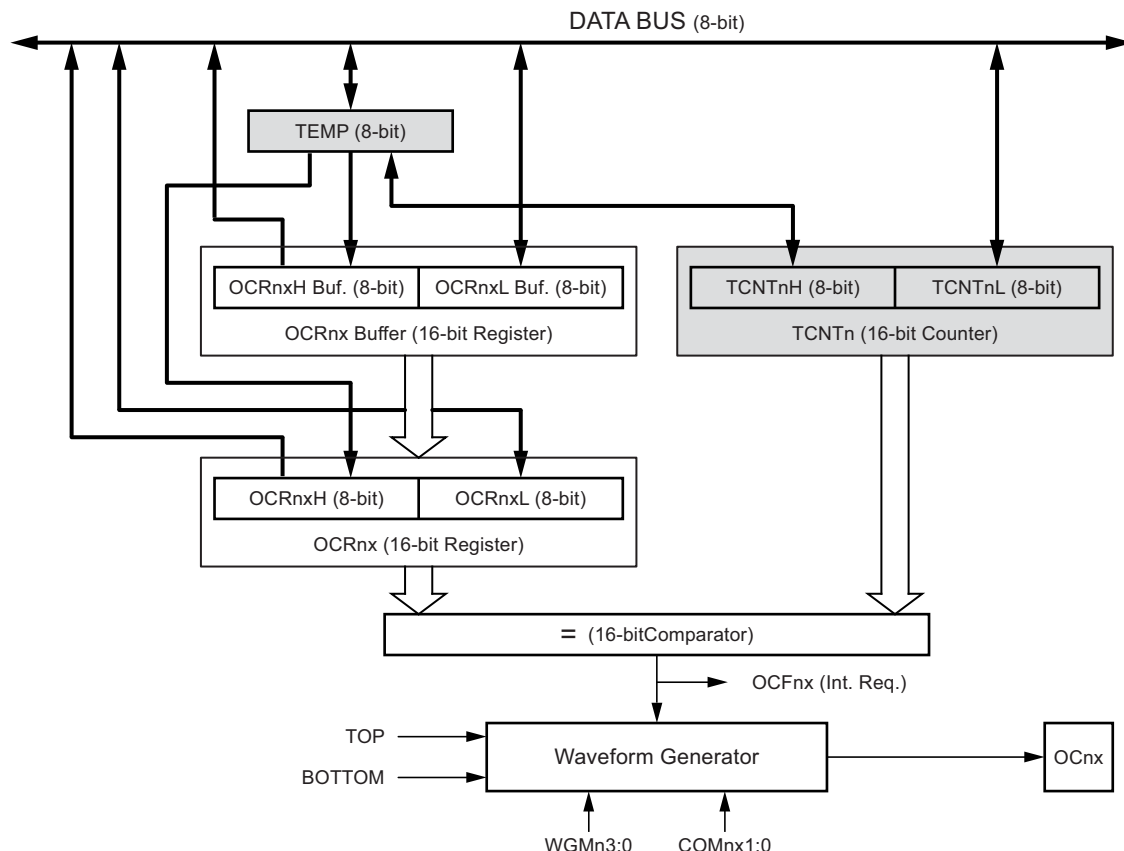 DATA BUS (8-bit)
TEMP (8-bit)
OCRnxH Buf. (8-bit) OCRnxL Buf. (8-bit)
OCRnx Buffer (16-bit Register)
TCNTnH (8-bit) TCNTnL (8-bit)
TCNTn (16-bit Counter)
OCRnxH (8-bit) OCRnxL (8-bit)
OCRnx (16-bit Register)
= (16-bitComparator)
OCFnx (Int. Req.)
TOP
BOTTOM
Waveform Generator
OCnx
WGMn3:0 COMnx1:0